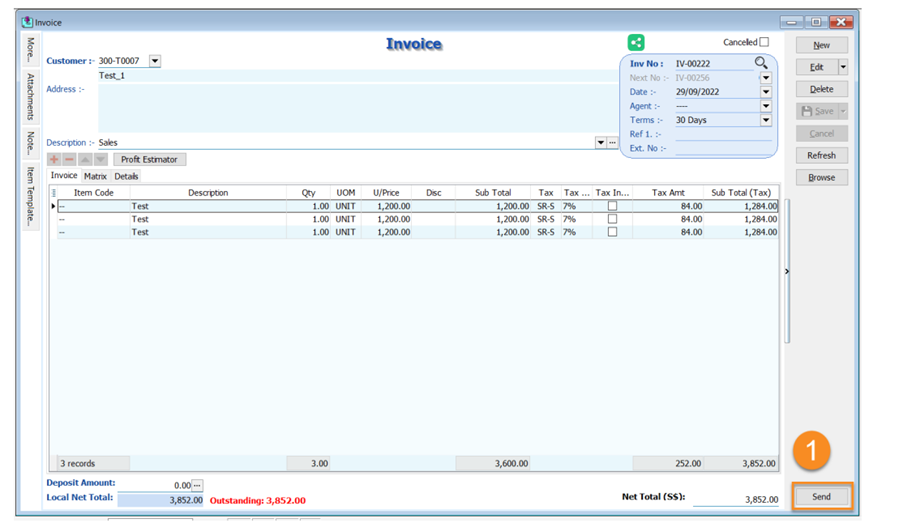 Invoice
More...
Attachments
Note...
Item Template...
Invoice
Cancelled
Customer :- 300-T0007
Test_1
Address :-
Description :- Sales
Inv No : IV-00222
Next No :- IV-00256
Date :- 29/09/2022
Agent :- ----
Terms :- 30 Days
Ref 1. :-
Ext. No :-
New
Edit
Delete
Save
Cancel
Refresh
Browse
Profit Estimator
Invoice Matrix Details
Item Code Description Qty UOM U/Price Disc Sub Total Tax Tax ... Tax In... Tax Amt Sub Total (Tax)
-- Test 1.00 UNIT 1,200.00 1,200.00 SR-S 7% 84.00 1,284.00
-- Test 1.00 UNIT 1,200.00 1,200.00 SR-S 7% 84.00 1,284.00
-- Test 1.00 UNIT 1,200.00 1,200.00 SR-S 7% 84.00 1,284.00
3 records 3.00 3,600.00 252.00 3,852.00
1
Deposit Amount: 0.00 ...
Local Net Total: 3,852.00 Outstanding: 3,852.00
Net Total (S$): 3,852.00
Send